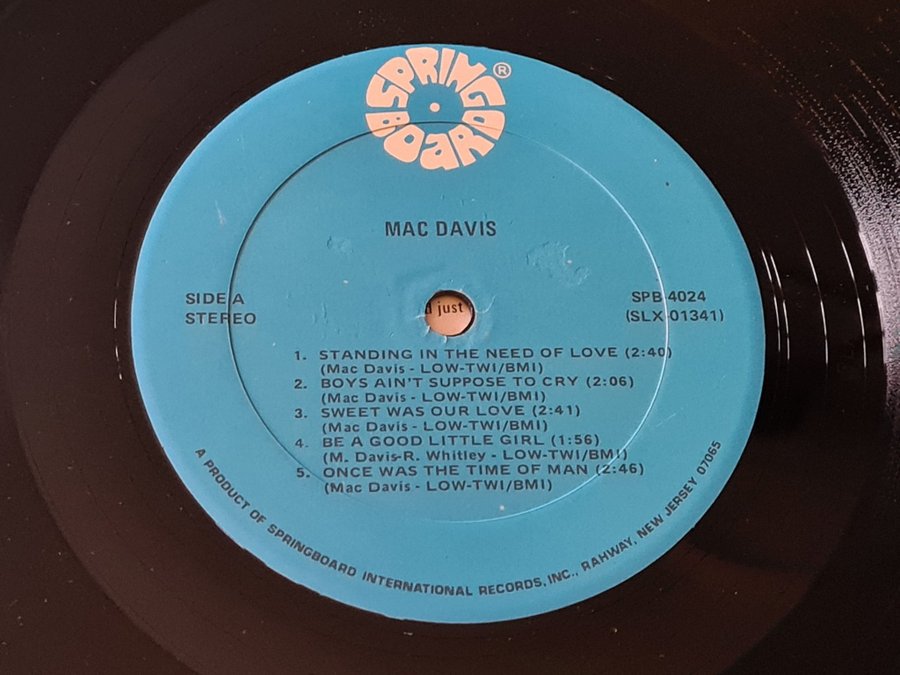 SPRING
BOARD
®
MAC DAVIS
SIDE A
STEREO
SPB 4024
(SLX-01341)
just
1. STANDING IN THE NEED OF LOVE (2:40)
(Mac Davis - LOW-TWI/BMI)
2. BOYS AIN'T SUPPOSE TO CRY (2:06)
(Mac Davis - LOW-TWI/BMI)
3. SWEET WAS OUR LOVE (2:41)
(Mac Davis - LOW-TWI/BMI)
4. BE A GOOD LITTLE GIRL (1:56)
(M. Davis-R. Whitley - LOW-TWI/BMI)
5. ONCE WAS THE TIME OF MAN (2:46)
(Mac Davis - LOW-TWI/BMI)
A PRODUCT OF SPRINGBOARD INTERNATIONAL RECORDS, INC., RAHWAY, NEW JERSEY 07065